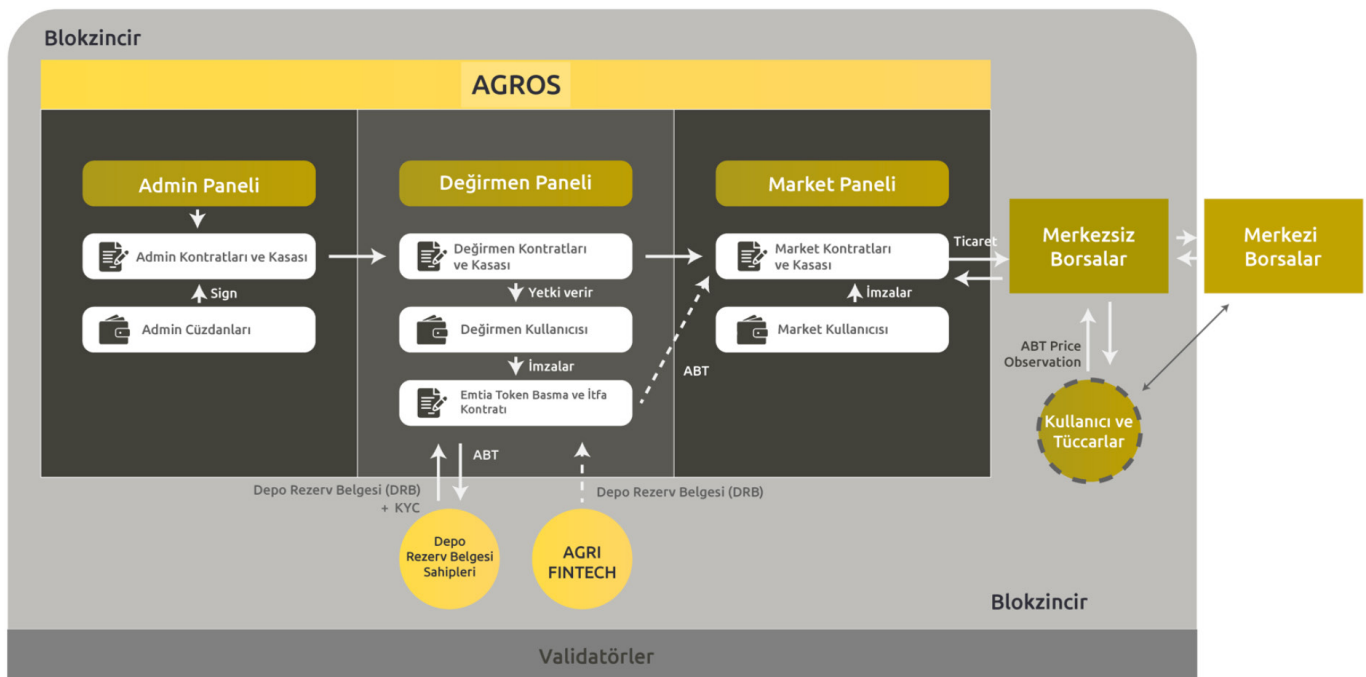 Blokzincir
AGROS
Admin Paneli
Admin Kontratları ve Kasası
Sign
Admin Cüzdanları
Değirmen Paneli
Değirmen Kontratları
ve Kasası
Yetki verir
Değirmen Kullanıcısı
İmzalar
Emtia Token Basma ve İtfa
Kontratı
ABT
Market Paneli
Market Kontratları
ve Kasası
İmzalar
Market Kullanıcısı
ABT
Ticaret
Merkezsiz
Borsalar
Merkezi
Borsalar
ABT Price
Observation
Kullanıcı ve
Tüccarlar
Depo Rezerv Belgesi (DRB)
+ KYC
Depo Rezerv Belgesi (DRB)
Depo
Rezerv Belgesi
Sahipleri
AGRI
FINTECH
Blokzincir
Validatörler